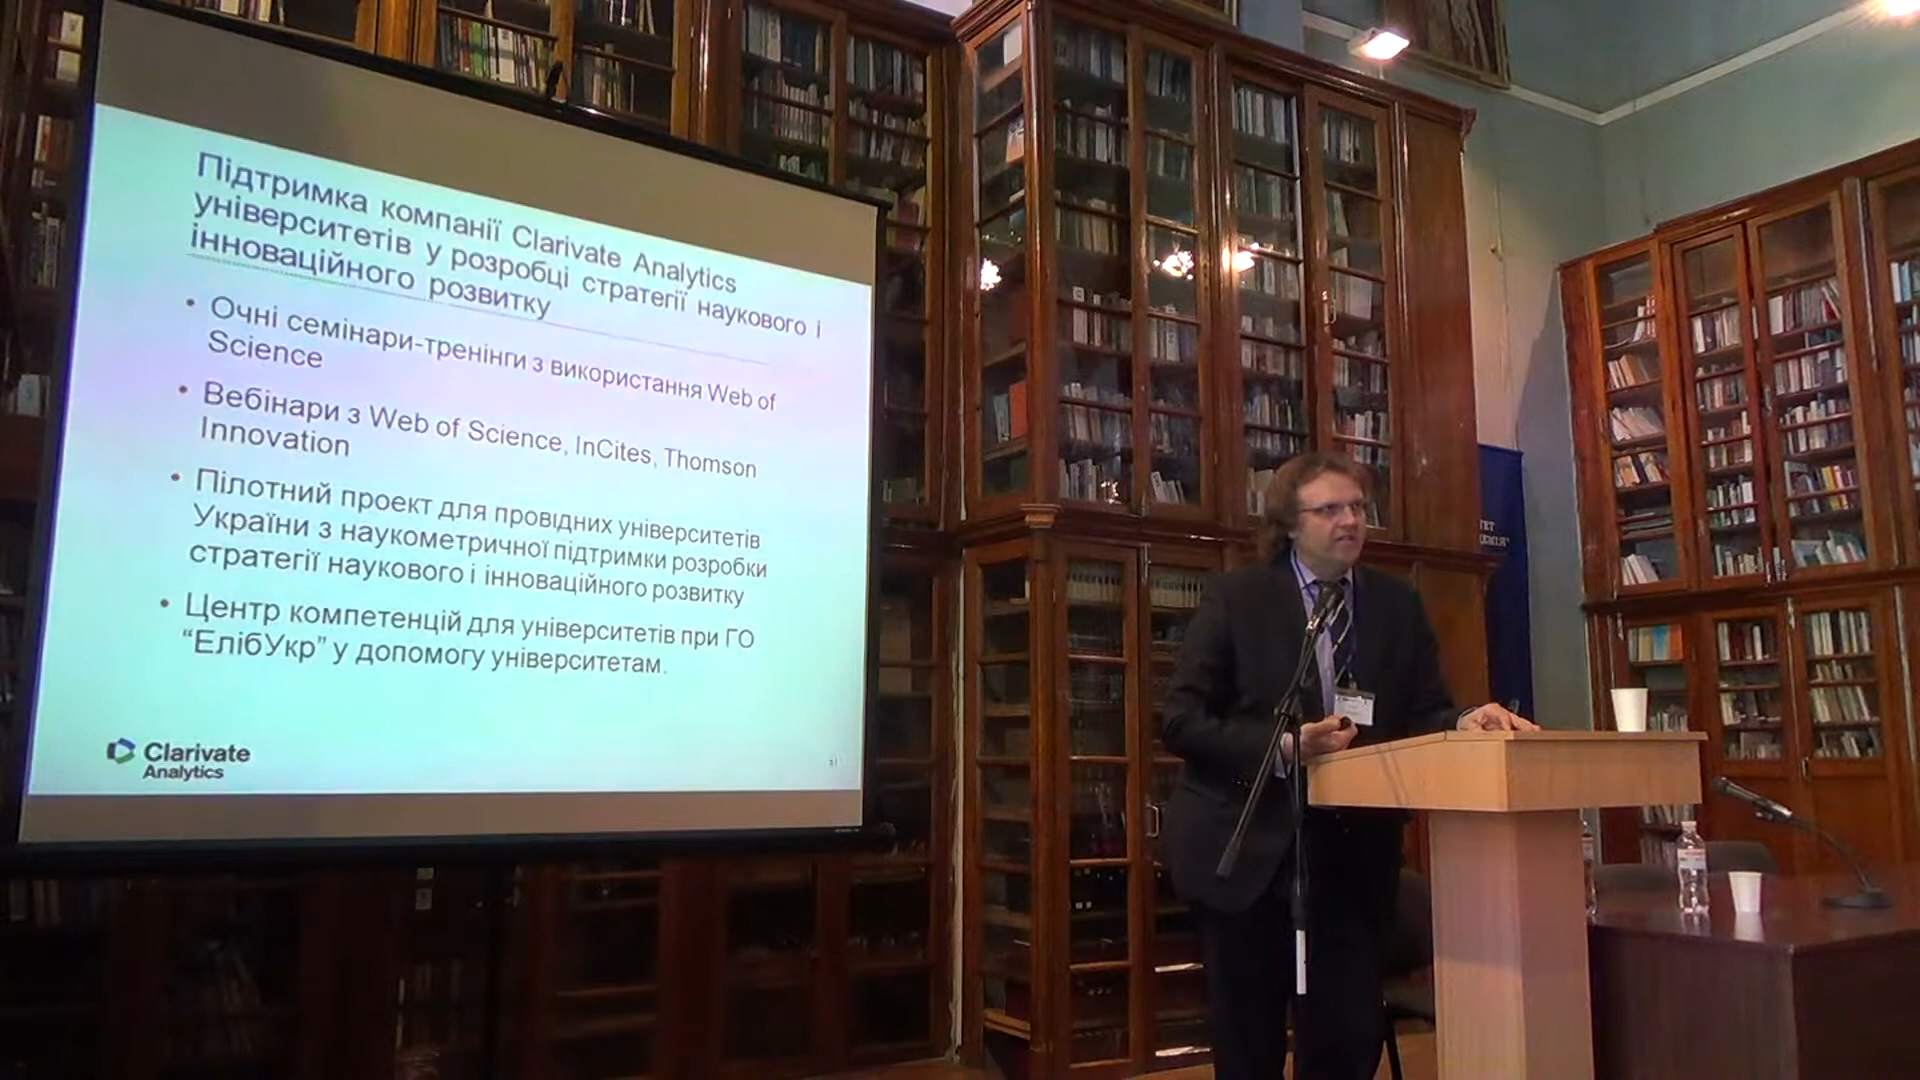 Підтримка компанії Clarivate Analytics
університетів у розробці стратегії наукового і
інноваційного розвитку
• Очні семінари-тренінги з використання Web of
Science
• Вебінари з Web of Science, InCites, Thomson
Innovation
• Пілотний проект для провідних університетів
України з наукометричної підтримки розробки
стратегії наукового і інноваційного розвитку
• Центр компетенцій для університетів при ГО
“ЕлібУкр” у допомогу університетам.
Clarivate
Analytics